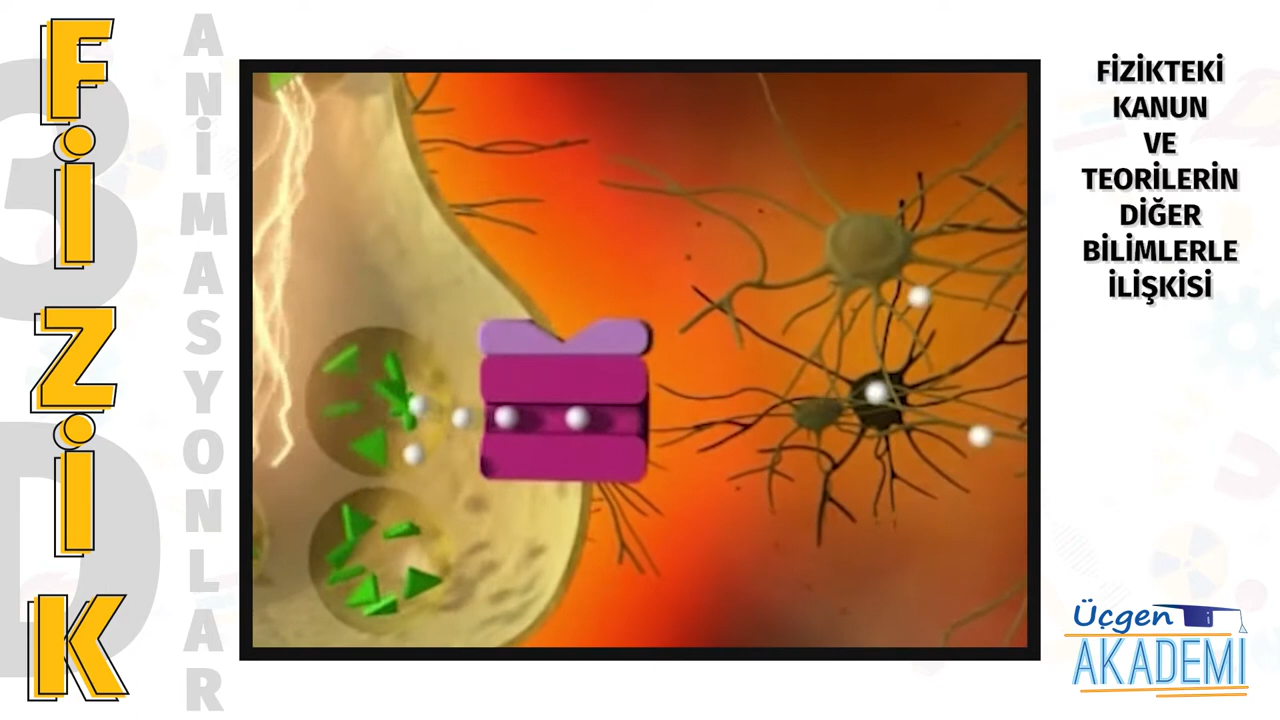 FİZİK
3D
ANİMASYONLAR
FİZİKTEKİ
KANUN
VE
TEORİLERİN
DİĞER
BİLİMLERLE
İLİŞKİSİ
Üçgen
AKADEMİ